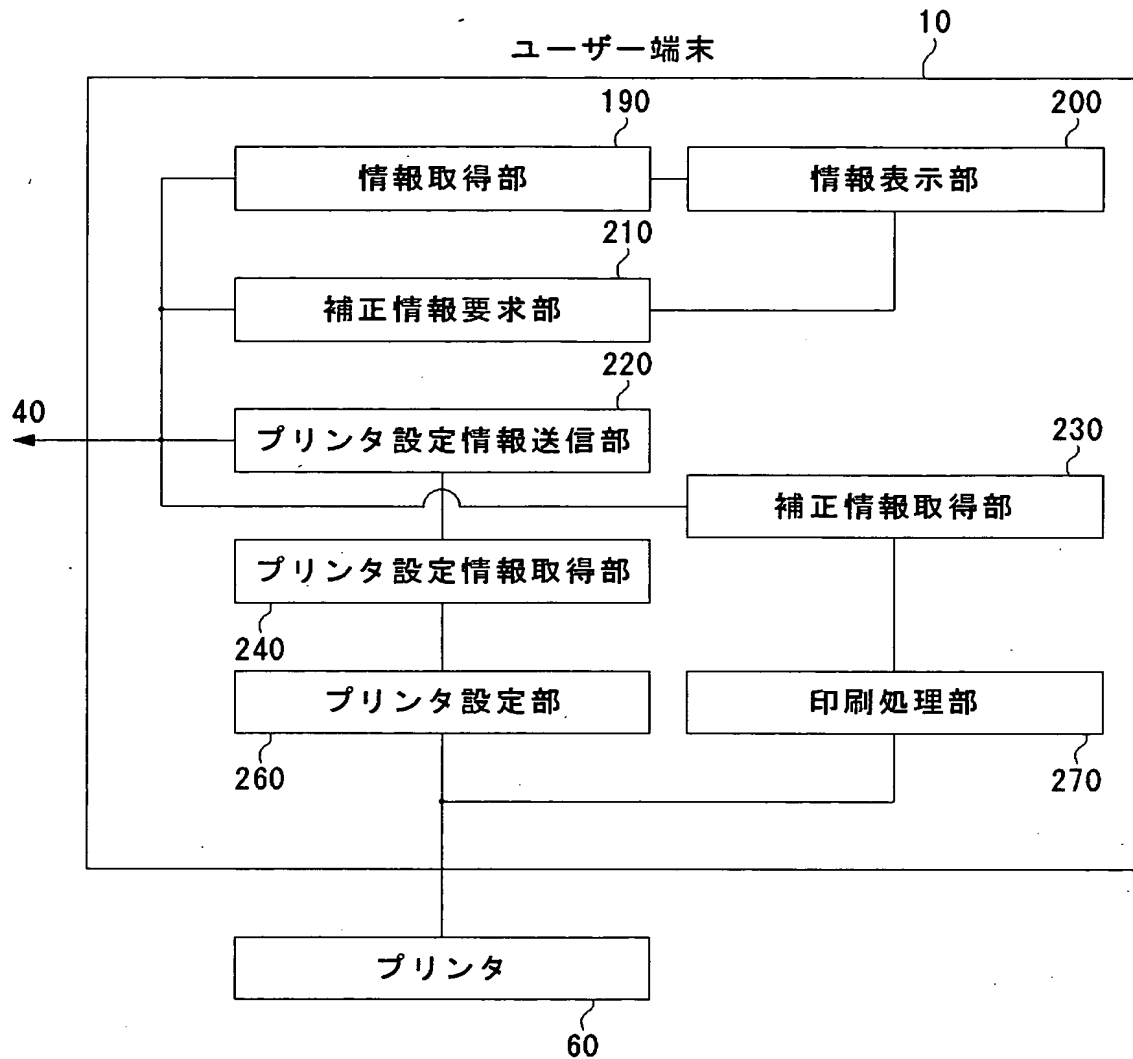 10
ユーザー端末
190
200
情報取得部
情報表示部
210
補正情報要求部
220
40
プリンタ設定情報送信部
230
補正情報取得部
プリンタ設定情報取得部
240
プリンタ設定部
印刷処理部
260
270
プリンタ
60